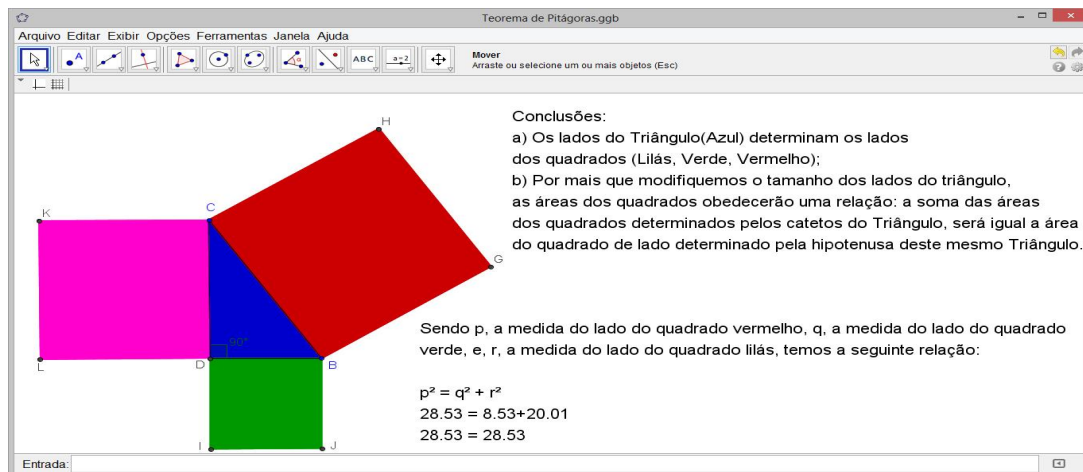 Teorema de Pitágoras.ggb
Arquivo Editar Exibir Opções Ferramentas Janela Ajuda
A
ABC
a=2
Mover
Arraste ou selecione um ou mais objetos (Esc)
Conclusões:
a) Os lados do Triângulo(Azul) determinam os lados
dos quadrados (Lilás, Verde, Vermelho);
b) Por mais que modifiquemos o tamanho dos lados do triângulo,
as áreas dos quadrados obedecerão uma relação: a soma das áreas
dos quadrados determinados pelos catetos do Triângulo, será igual a área
do quadrado de lado determinado pela hipotenusa deste mesmo Triângulo.
H
K
C
G
90°
L
D
B
I
J
Sendo p, a medida do lado do quadrado vermelho, q, a medida do lado do quadrado
verde, e, r, a medida do lado do quadrado lilás, temos a seguinte relação:
p² = q² + r²
28.53 = 8.53+20.01
28.53 = 28.53
Entrada: